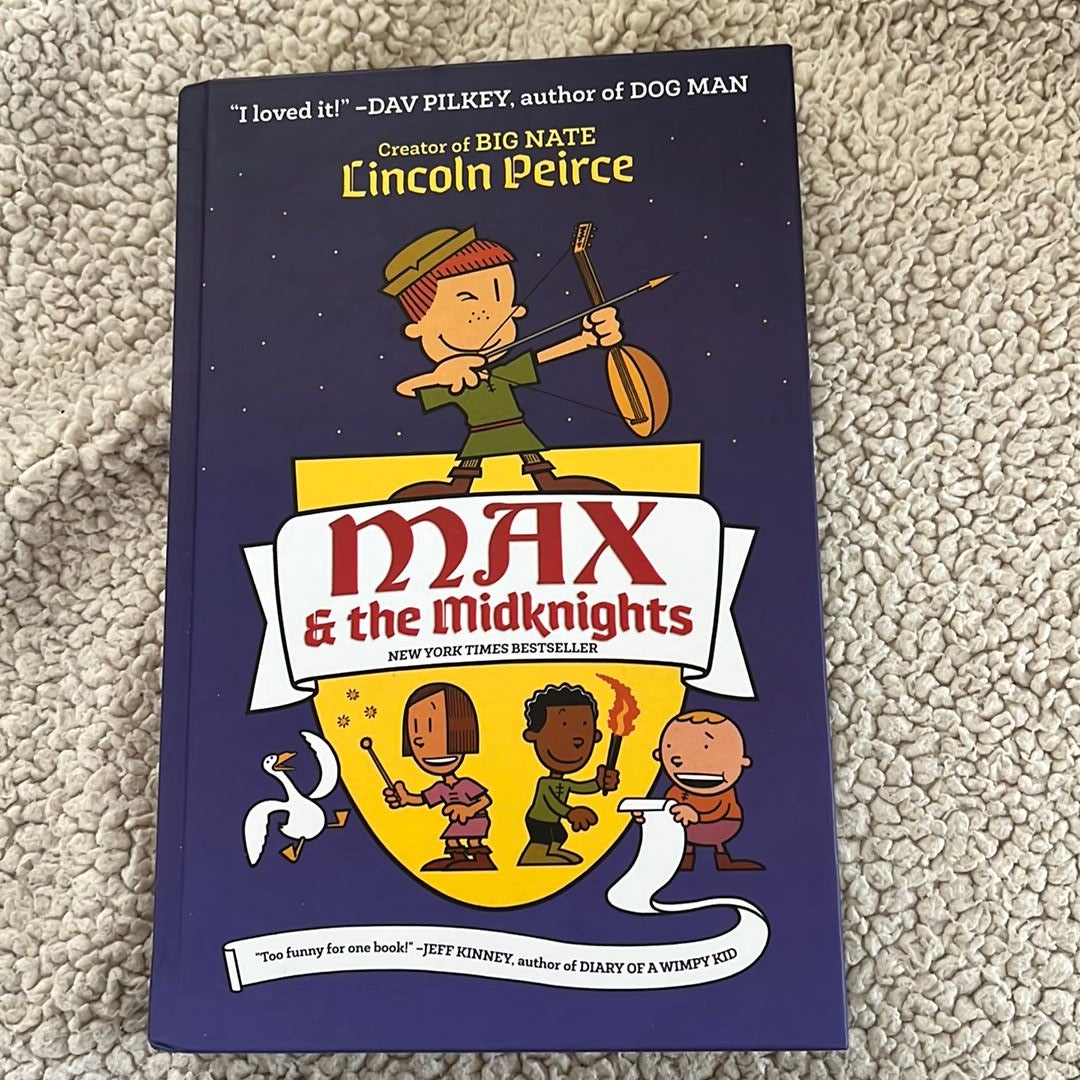 “I loved it!” –DAV PILKEY, author of DOG MAN
Creator of BIG NATE
Lincoln Peirce
MAX
& the Midknights
NEW YORK TIMES BESTSELLER
“Too funny for one book!” –JEFF KINNEY, author of DIARY OF A WIMPY KID